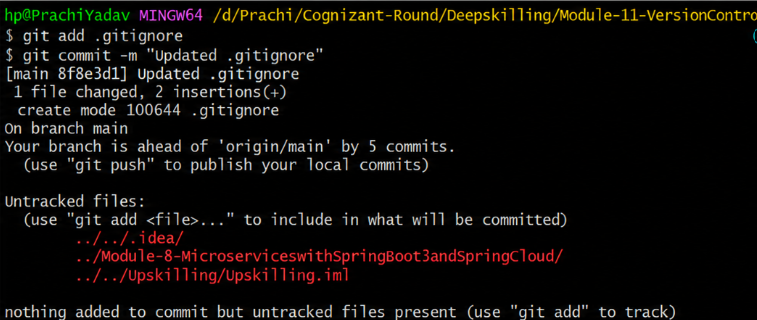 hp@PrachiYadav MINGW64 /d/Prachi/Cognizant-Round/Deepskilling/Module-11-VersionContro
$ git add .gitignore
$ git commit -m "Updated .gitignore"
[main 8f8e3d1] Updated .gitignore
 1 file changed, 2 insertions(+)
 create mode 100644 .gitignore
On branch main
Your branch is ahead of 'origin/main' by 5 commits.
  (use "git push" to publish your local commits)
Untracked files:
  (use "git add <file>..." to include in what will be committed)
        ../../.idea/
        ../Module-8-MicroserviceswithSpringBoot3andSpringCloud/
        ../../Upskilling/Upskilling.iml
nothing added to commit but untracked files present (use "git add" to track)